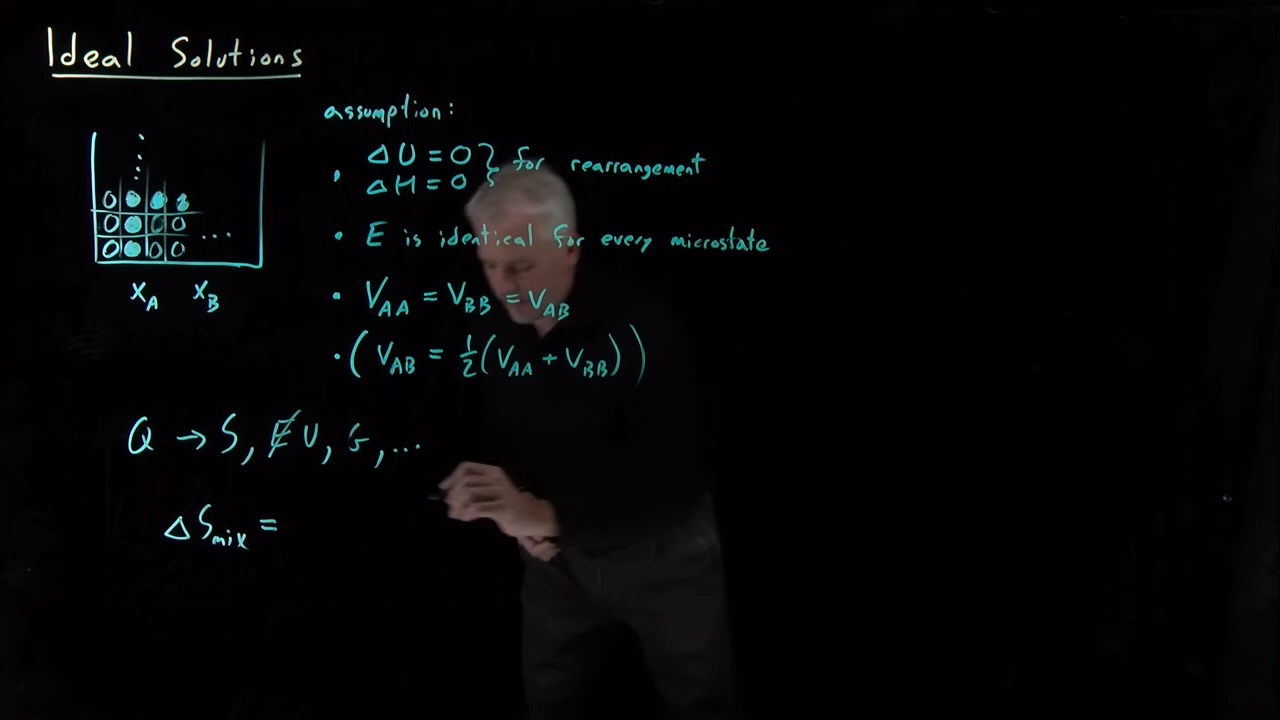 Ideal Solutions
assumption:
• ΔU = 0 } for rearrangement
ΔH = 0
• E is identical for every microstate
• V_AA = V_BB = V_AB
• (V_AB = 1/2 (V_AA + V_BB))
X_A X_B
Q → S, E̸ U, G, ...
ΔS_mix =